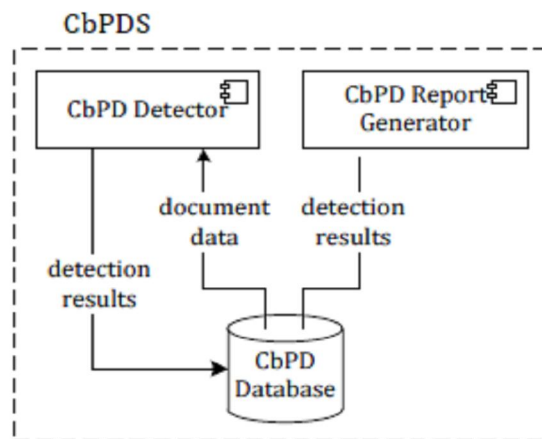 CbPDS
CbPD Detector
CbPD Report
Generator
document
data
detection
results
detection
results
CbPD
Database